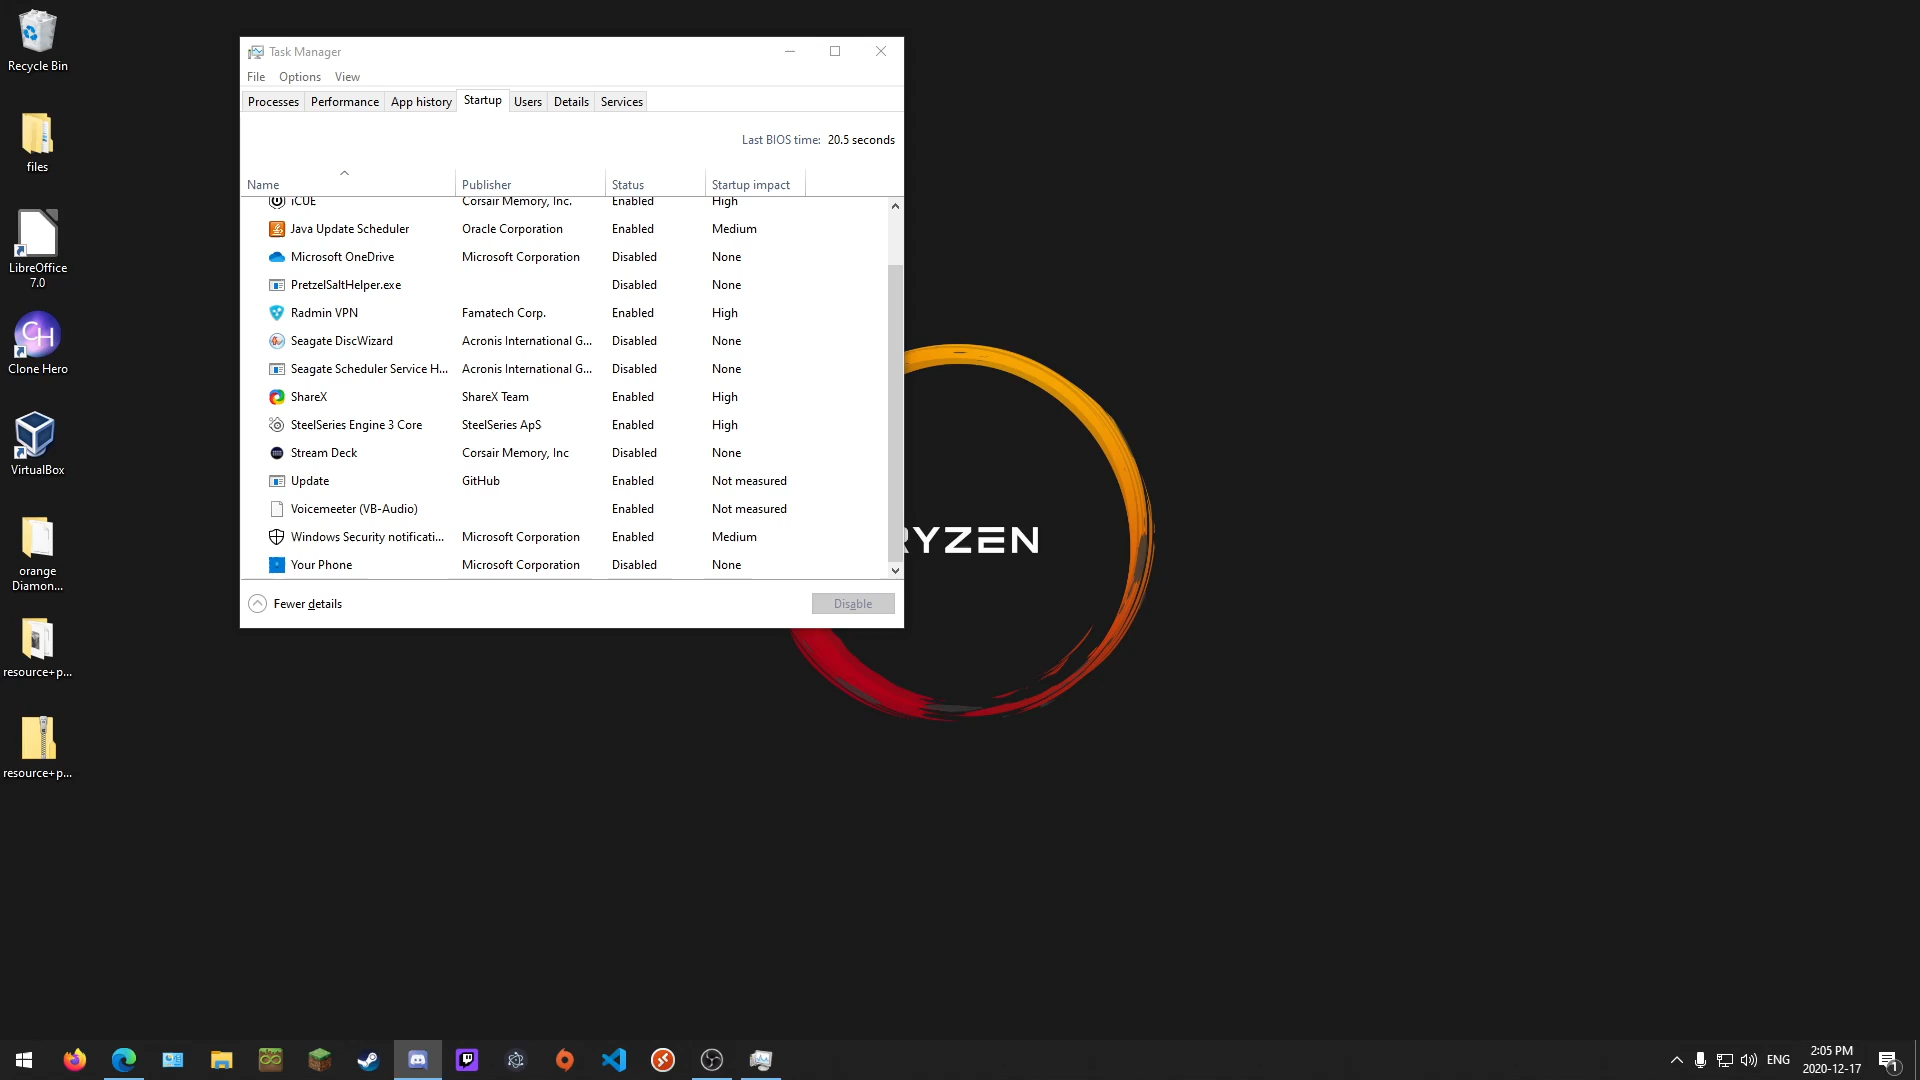 Recycle Bin
files
LibreOffice
7.0
Clone Hero
VirtualBox
orange
Diamon...
resource+p...
resource+p...
Task Manager
File Options View
Processes Performance App history Startup Users Details Services
Last BIOS time: 20.5 seconds
Name Publisher Status Startup impact
iCUE Corsair Memory, Inc. Enabled High
Java Update Scheduler Oracle Corporation Enabled Medium
Microsoft OneDrive Microsoft Corporation Disabled None
PretzelSaltHelper.exe Disabled None
Radmin VPN Famatech Corp. Enabled High
Seagate DiscWizard Acronis International G... Disabled None
Seagate Scheduler Service H... Acronis International G... Disabled None
ShareX ShareX Team Enabled High
SteelSeries Engine 3 Core SteelSeries ApS Enabled High
Stream Deck Corsair Memory, Inc Disabled None
Update GitHub Enabled Not measured
Voicemeeter (VB-Audio) Enabled Not measured
Windows Security notificati... Microsoft Corporation Enabled Medium
Your Phone Microsoft Corporation Disabled None
Fewer details Disable
RYZEN
CH
ENG
2:05 PM
2020-12-17
1